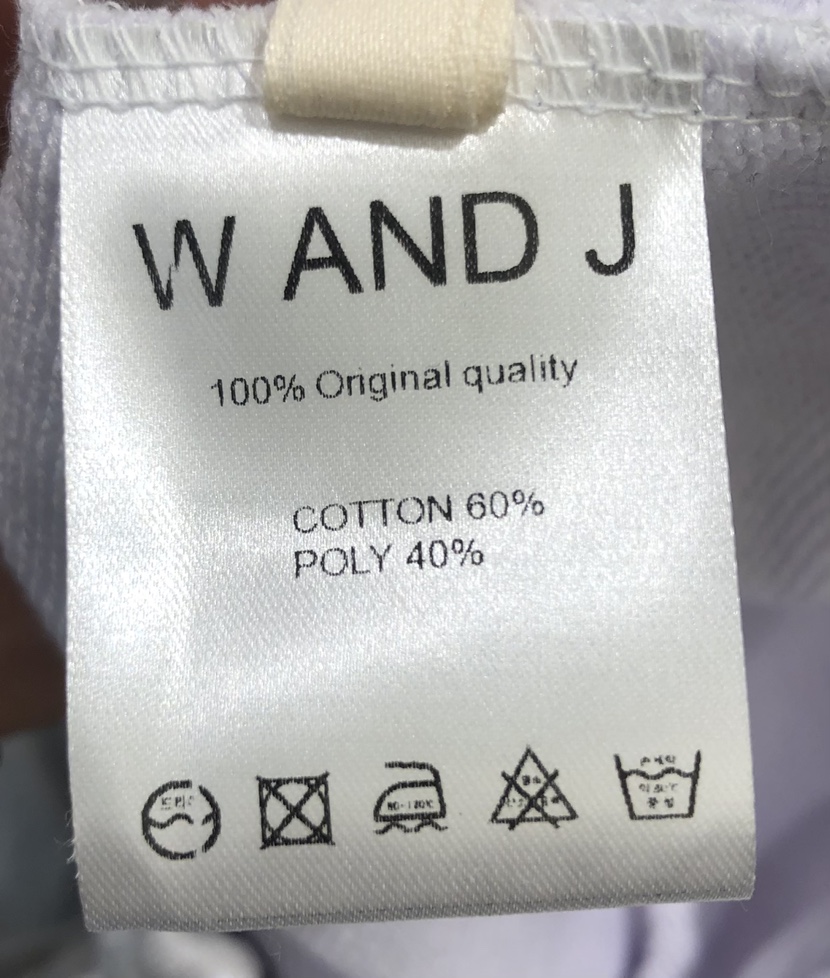 W AND J
100% Original quality
COTTON 60%
POLY 40%